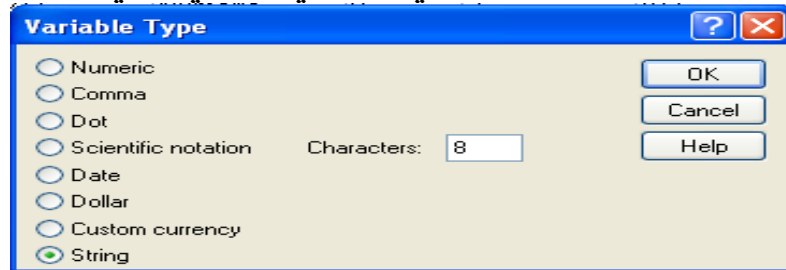 Variable Type
Numeric
OK
Comma
Cancel
Dot
Scientific notation Characters: 8
Help
Date
Dollar
Custom currency
String